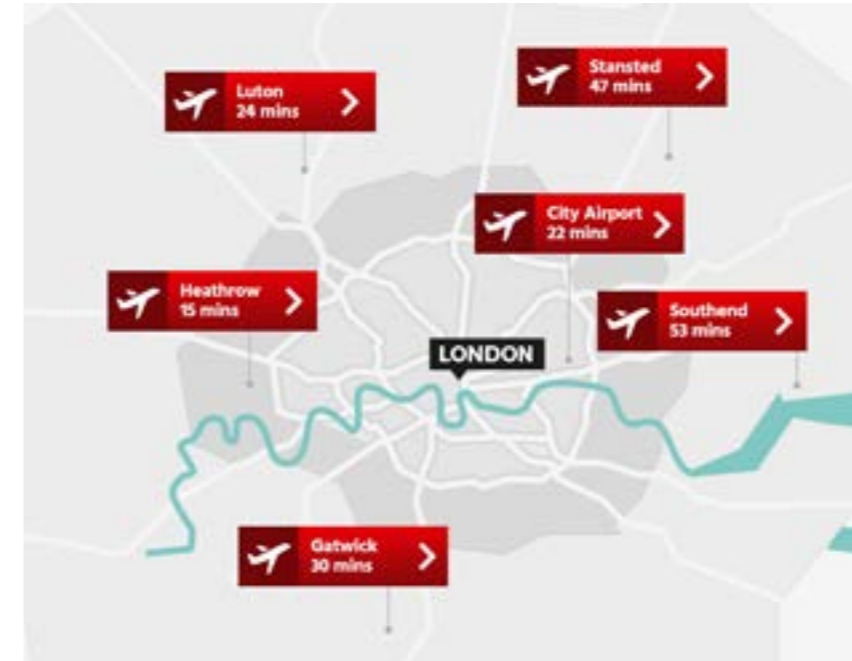 Luton
24 mins
Stansted
47 mins
City Airport
22 mins
Heathrow
15 mins
Southend
53 mins
LONDON
Gatwick
30 mins